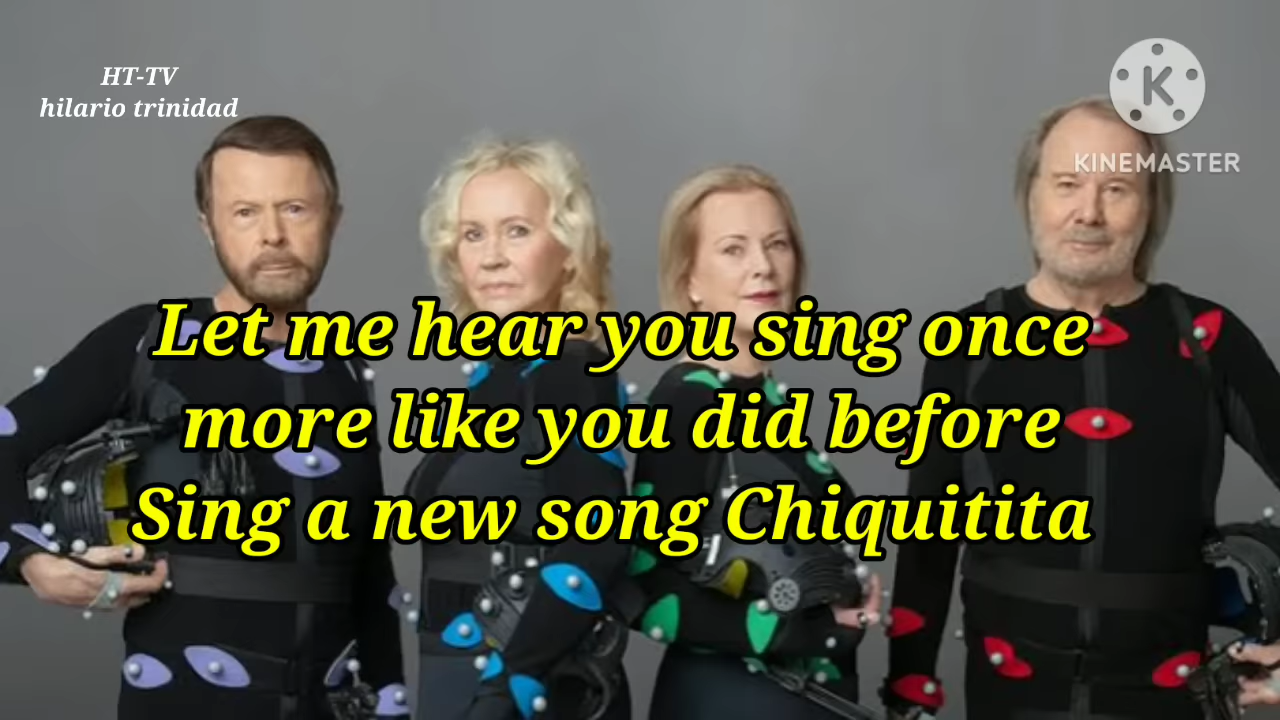 HT-TV
hilario trinidad
K
KINEMASTER
Let me hear you sing once
more like you did before
Sing a new song Chiquitita